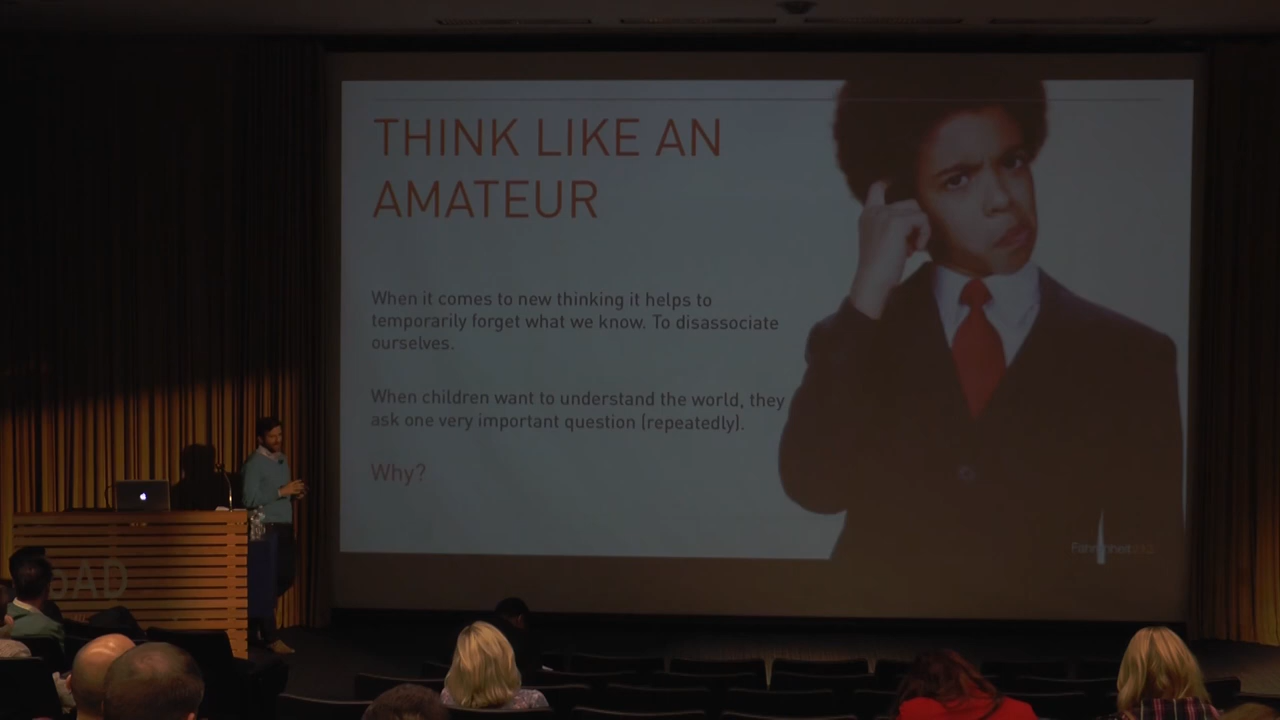 THINK LIKE AN
AMATEUR
When it comes to new thinking it helps to
temporarily forget what we know. To disassociate
ourselves.
When children want to understand the world, they
ask one very important question (repeatedly).
Why?
Fahrenheit